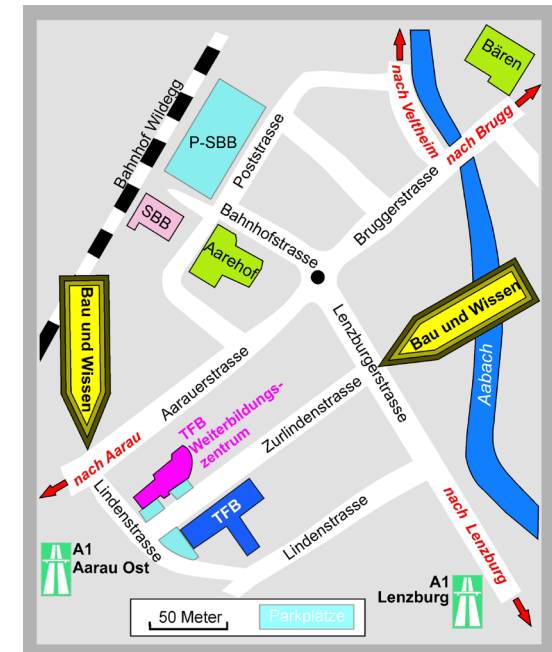 Bären
nach Veltheim
nach Brugg
Bahnhof Wildegg
P-SBB
Poststrasse
SBB
Bahnhofstrasse
Bruggerstrasse
Aarehof
Bau und Wissen
Bau und Wissen
Aabach
Lenzburgerstrasse
Aarauerstrasse
TFB
Weiterbildungs-
zentrum
Zurlindenstrasse
nach Aarau
Lindenstrasse
TFB
Lindenstrasse
nach Lenzburg
A1
Aarau Ost
A1
Lenzburg
50 Meter
Parkplätze